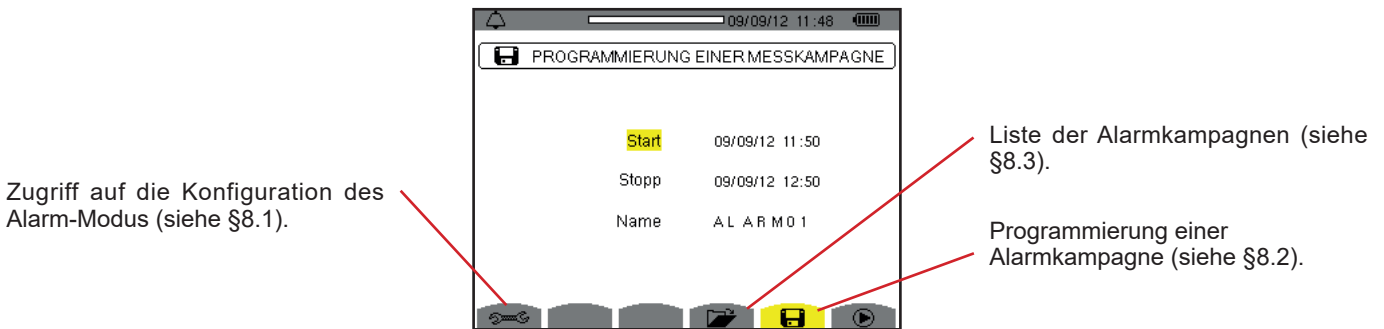 09/09/12 11:48
PROGRAMMIERUNG EINER MESSKAMPAGNE
Start 09/09/12 11:50
Stopp 09/09/12 12:50
Name ALARM01
Zugriff auf die Konfiguration des
Alarm-Modus (siehe §8.1).
Liste der Alarmkampagnen (siehe
§8.3).
Programmierung einer
Alarmkampagne (siehe §8.2).